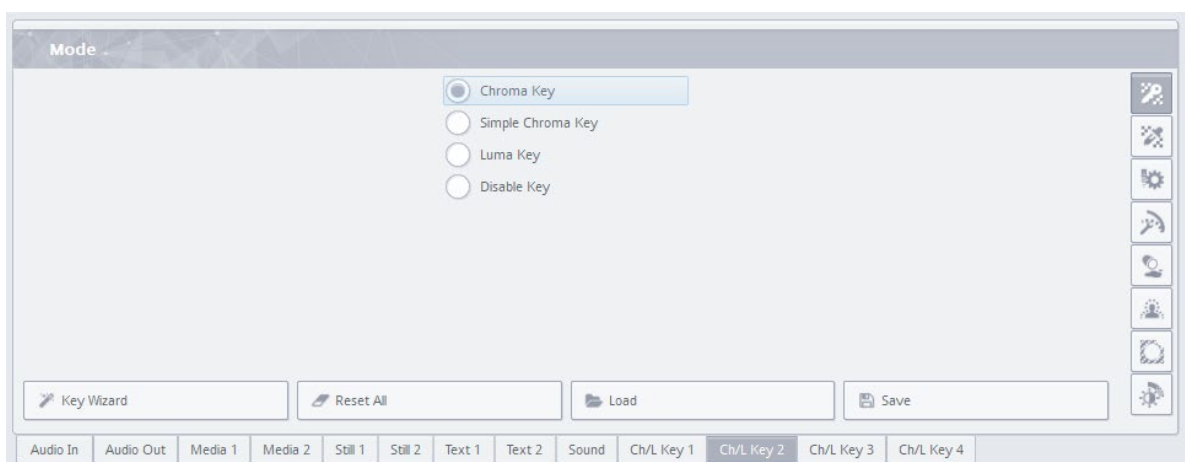 Mode
Chroma Key
Simple Chroma Key
Luma Key
Disable Key
Key Wizard Reset All Load Save
Audio In Audio Out Media 1 Media 2 Still 1 Still 2 Text 1 Text 2 Sound Ch/L Key 1 Ch/L Key 2 Ch/L Key 3 Ch/L Key 4